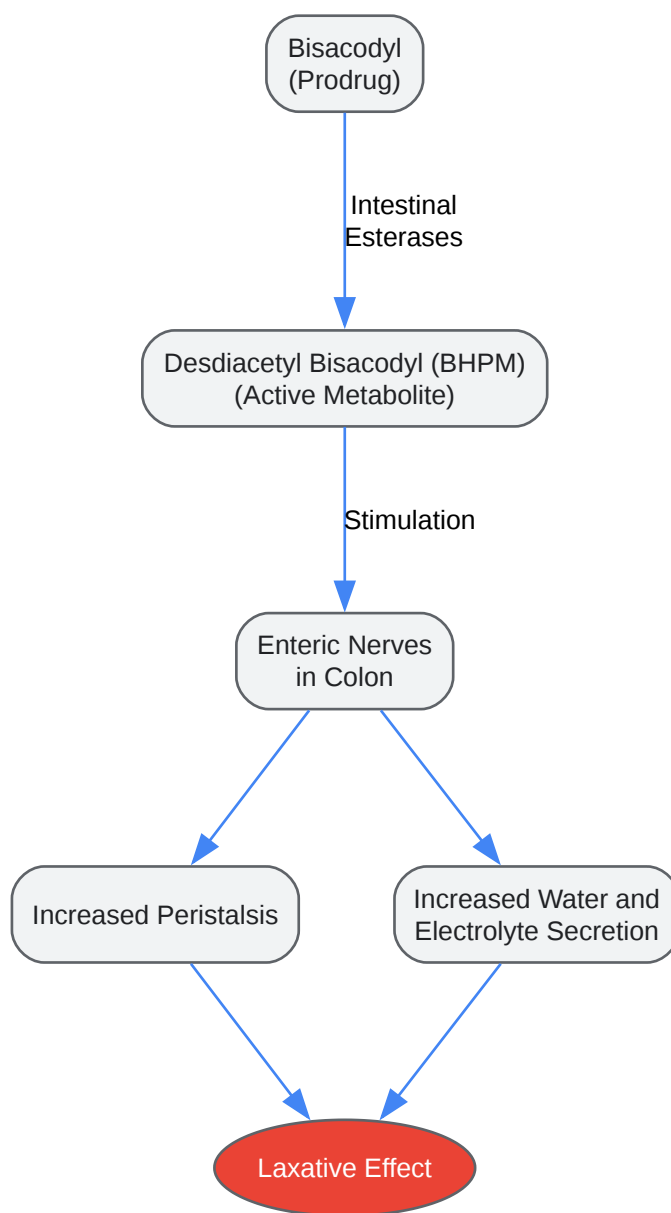 Bisacodyl
(Prodrug)
Intestinal
Esterases
Desdiacetyl Bisacodyl (BHPM)
(Active Metabolite)
Stimulation
Enteric Nerves
in Colon
Increased Peristalsis
Increased Water and
Electrolyte Secretion
Laxative Effect